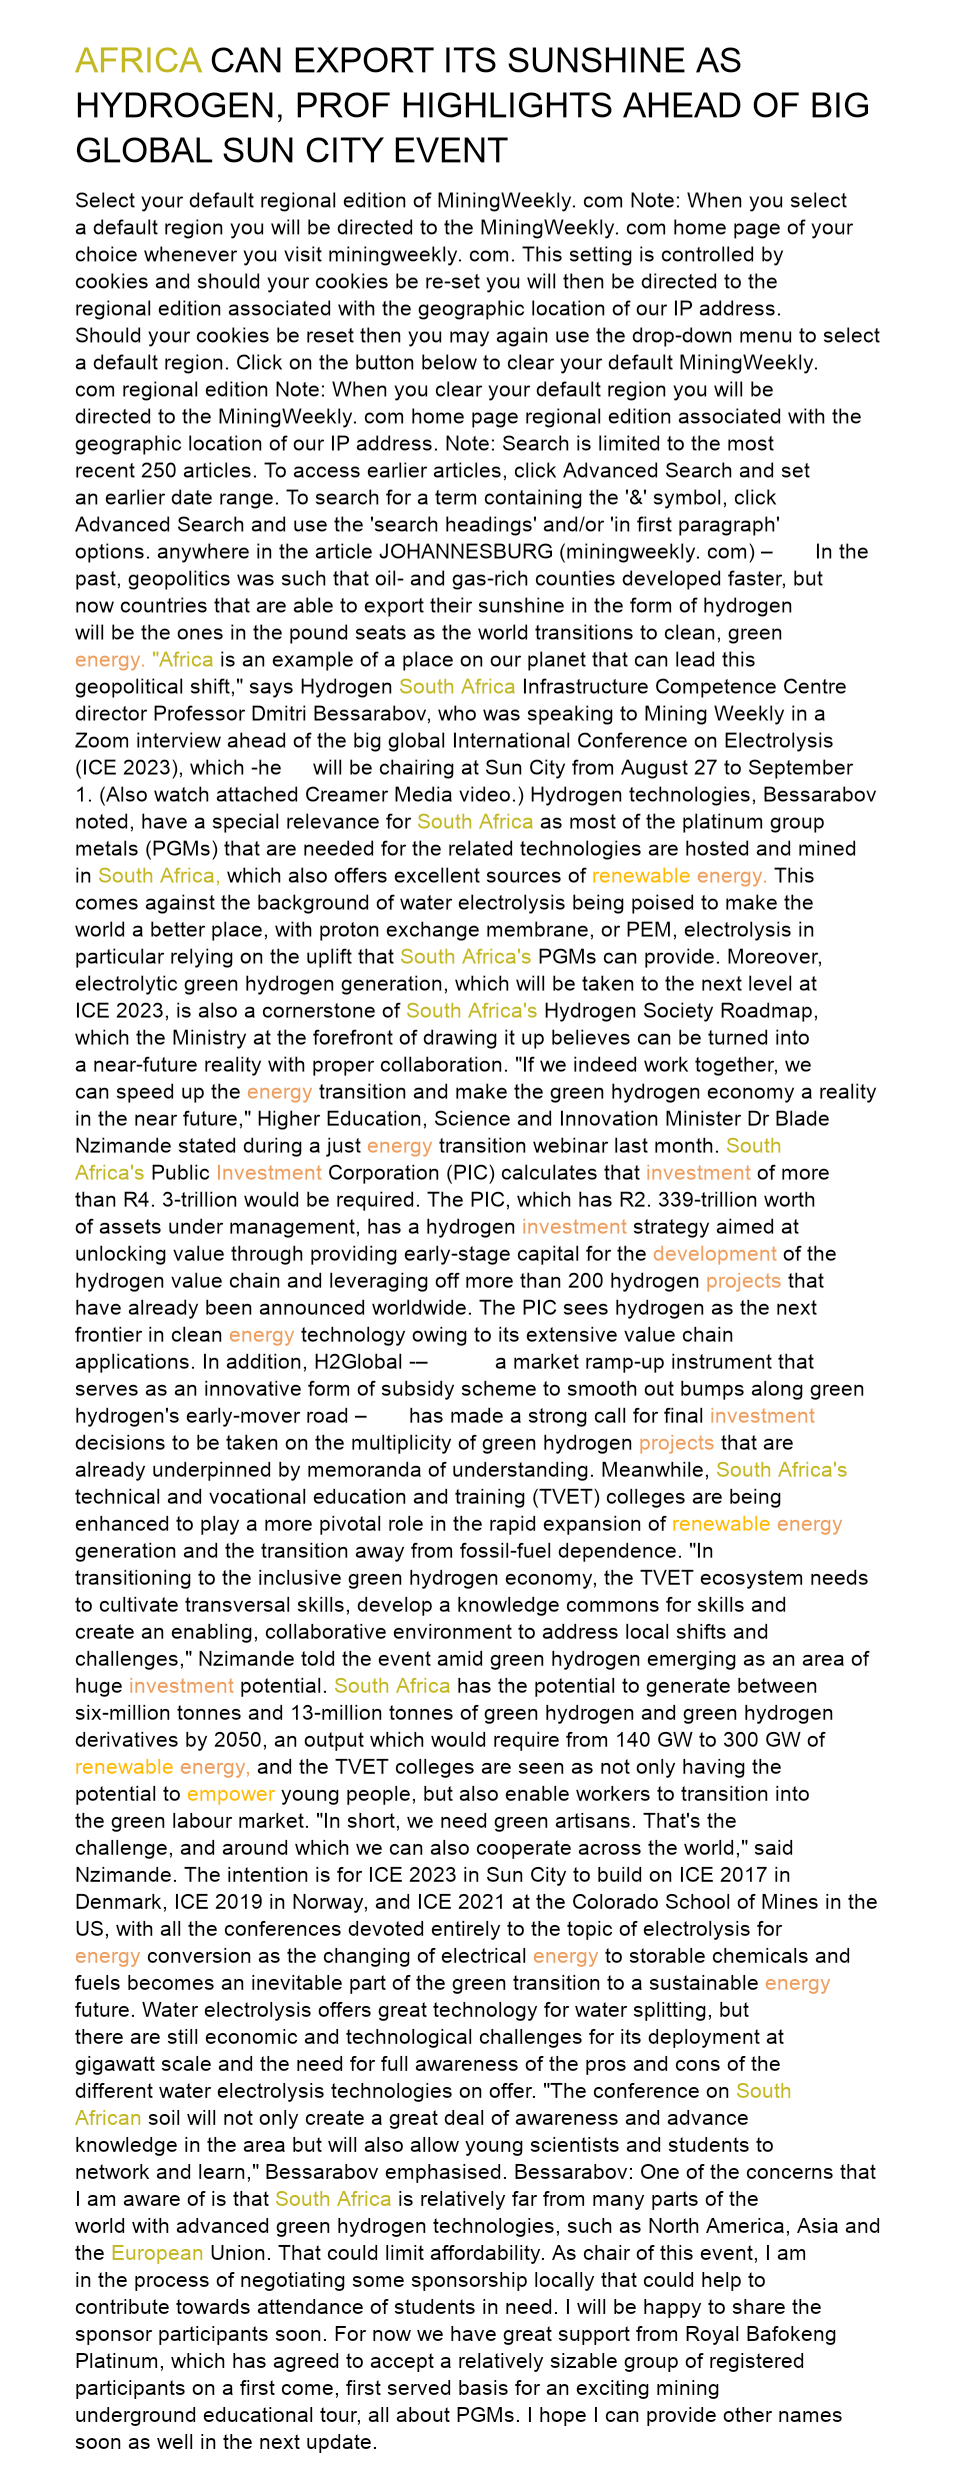 AFRICA CAN EXPORT ITS SUNSHINE AS
HYDROGEN, PROF HIGHLIGHTS AHEAD OF BIG
GLOBAL SUN CITY EVENT
Select your default regional edition of MiningWeekly. com Note: When you select
a default region you will be directed to the MiningWeekly. com home page of your
choice whenever you visit miningweekly. com. This setting is controlled by
cookies and should your cookies be re-set you will then be directed to the
regional edition associated with the geographic location of our IP address.
Should your cookies be reset then you may again use the drop-down menu to select
a default region. Click on the button below to clear your default MiningWeekly.
com regional edition Note: When you clear your default region you will be
directed to the MiningWeekly. com home page regional edition associated with the
geographic location of our IP address. Note: Search is limited to the most
recent 250 articles. To access earlier articles, click Advanced Search and set
an earlier date range. To search for a term containing the '&' symbol, click
Advanced Search and use the 'search headings' and/or 'in first paragraph'
options. anywhere in the article JOHANNESBURG (miningweekly. com) – In the
past, geopolitics was such that oil- and gas-rich counties developed faster, but
now countries that are able to export their sunshine in the form of hydrogen
will be the ones in the pound seats as the world transitions to clean, green
energy. "Africa is an example of a place on our planet that can lead this
geopolitical shift," says Hydrogen South Africa Infrastructure Competence Centre
director Professor Dmitri Bessarabov, who was speaking to Mining Weekly in a
Zoom interview ahead of the big global International Conference on Electrolysis
(ICE 2023), which -he will be chairing at Sun City from August 27 to September
1. (Also watch attached Creamer Media video.) Hydrogen technologies, Bessarabov
noted, have a special relevance for South Africa as most of the platinum group
metals (PGMs) that are needed for the related technologies are hosted and mined
in South Africa, which also offers excellent sources of renewable energy. This
comes against the background of water electrolysis being poised to make the
world a better place, with proton exchange membrane, or PEM, electrolysis in
particular relying on the uplift that South Africa's PGMs can provide. Moreover,
electrolytic green hydrogen generation, which will be taken to the next level at
ICE 2023, is also a cornerstone of South Africa's Hydrogen Society Roadmap,
which the Ministry at the forefront of drawing it up believes can be turned into
a near-future reality with proper collaboration. "If we indeed work together, we
can speed up the energy transition and make the green hydrogen economy a reality
in the near future," Higher Education, Science and Innovation Minister Dr Blade
Nzimande stated during a just energy transition webinar last month. South
Africa's Public Investment Corporation (PIC) calculates that investment of more
than R4. 3-trillion would be required. The PIC, which has R2. 339-trillion worth
of assets under management, has a hydrogen investment strategy aimed at
unlocking value through providing early-stage capital for the development of the
hydrogen value chain and leveraging off more than 200 hydrogen projects that
have already been announced worldwide. The PIC sees hydrogen as the next
frontier in clean energy technology owing to its extensive value chain
applications. In addition, H2Global -– a market ramp-up instrument that
serves as an innovative form of subsidy scheme to smooth out bumps along green
hydrogen's early-mover road – has made a strong call for final investment
decisions to be taken on the multiplicity of green hydrogen projects that are
already underpinned by memoranda of understanding. Meanwhile, South Africa's
technical and vocational education and training (TVET) colleges are being
enhanced to play a more pivotal role in the rapid expansion of renewable energy
generation and the transition away from fossil-fuel dependence. "In
transitioning to the inclusive green hydrogen economy, the TVET ecosystem needs
to cultivate transversal skills, develop a knowledge commons for skills and
create an enabling, collaborative environment to address local shifts and
challenges," Nzimande told the event amid green hydrogen emerging as an area of
huge investment potential. South Africa has the potential to generate between
six-million tonnes and 13-million tonnes of green hydrogen and green hydrogen
derivatives by 2050, an output which would require from 140 GW to 300 GW of
renewable energy, and the TVET colleges are seen as not only having the
potential to empower young people, but also enable workers to transition into
the green labour market. "In short, we need green artisans. That's the
challenge, and around which we can also cooperate across the world," said
Nzimande. The intention is for ICE 2023 in Sun City to build on ICE 2017 in
Denmark, ICE 2019 in Norway, and ICE 2021 at the Colorado School of Mines in the
US, with all the conferences devoted entirely to the topic of electrolysis for
energy conversion as the changing of electrical energy to storable chemicals and
fuels becomes an inevitable part of the green transition to a sustainable energy
future. Water electrolysis offers great technology for water splitting, but
there are still economic and technological challenges for its deployment at
gigawatt scale and the need for full awareness of the pros and cons of the
different water electrolysis technologies on offer. "The conference on South
African soil will not only create a great deal of awareness and advance
knowledge in the area but will also allow young scientists and students to
network and learn," Bessarabov emphasised. Bessarabov: One of the concerns that
I am aware of is that South Africa is relatively far from many parts of the
world with advanced green hydrogen technologies, such as North America, Asia and
the European Union. That could limit affordability. As chair of this event, I am
in the process of negotiating some sponsorship locally that could help to
contribute towards attendance of students in need. I will be happy to share the
sponsor participants soon. For now we have great support from Royal Bafokeng
Platinum, which has agreed to accept a relatively sizable group of registered
participants on a first come, first served basis for an exciting mining
underground educational tour, all about PGMs. I hope I can provide other names
soon as well in the next update.